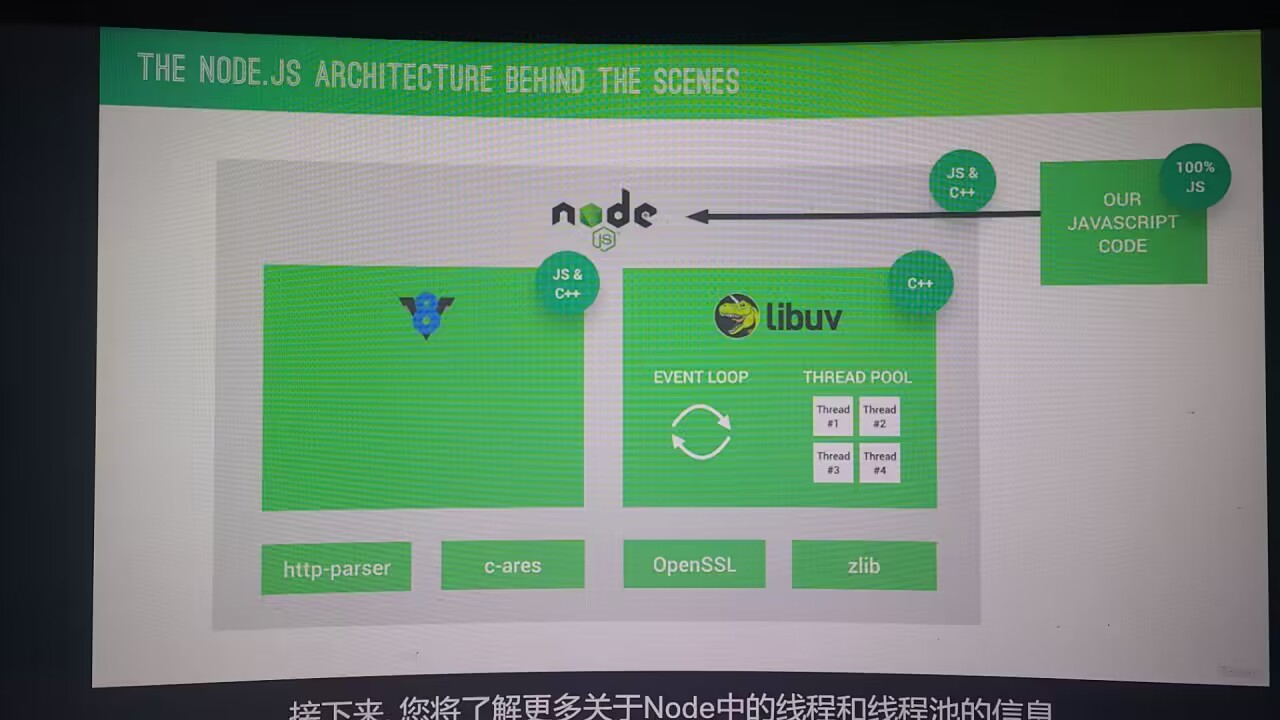 THE NODE.JS ARCHITECTURE BEHIND THE SCENES
node
JS
JS &
C++
100%
JS
OUR
JAVASCRIPT
CODE
V8
JS &
C++
libuv
C++
EVENT LOOP
THREAD POOL
Thread
#1
Thread
#2
Thread
#3
Thread
#4
http-parser
c-ares
OpenSSL
zlib
接下来, 您将了解更多关于Node中的线程和线程池的信息